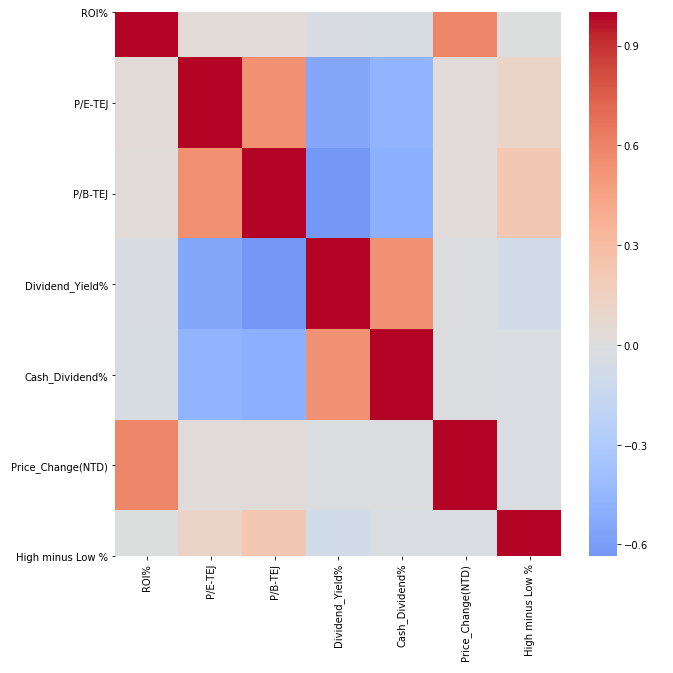 ROI%
P/E-TEJ
P/B-TEJ
Dividend_Yield%
Cash_Dividend%
Price_Change(NTD)
High minus Low %
ROI%
P/E-TEJ
P/B-TEJ
Dividend_Yield%
Cash_Dividend%
Price_Change(NTD)
High minus Low %
0.9
0.6
0.3
0.0
−0.3
−0.6